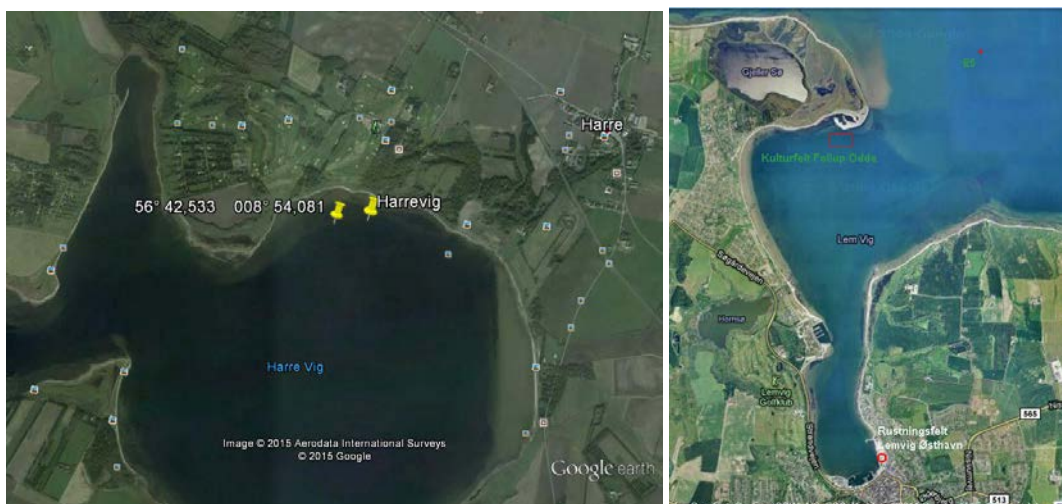 Harre
56° 42,533 008° 54,081
Harrevig
Harre Vig
Image © 2015 Aerodata International Surveys
© 2015 Google
Google earth
Gjeller Sø
Kulturfelt Follup Odde
Lem Vig
Søgårdevejen
Hornsø
Lemvig
Golfklub
565
Rustningsfelt
Lemvig Østhavn
513